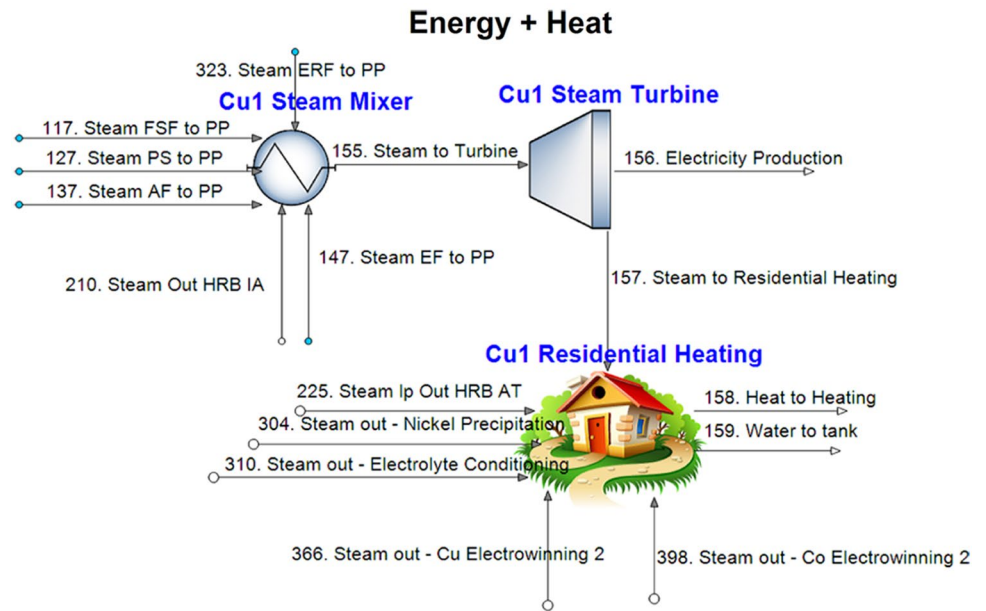 Energy + Heat
323. Steam ERF to PP
Cu1 Steam Mixer
Cu1 Steam Turbine
117. Steam FSF to PP
127. Steam PS to PP
137. Steam AF to PP
155. Steam to Turbine
156. Electricity Production
147. Steam EF to PP
210. Steam Out HRB IA
157. Steam to Residential Heating
Cu1 Residential Heating
225. Steam lp Out HRB AT
304. Steam out - Nickel Precipitation
310. Steam out - Electrolyte Conditioning
158. Heat to Heating
159. Water to tank
366. Steam out - Cu Electrowinning 2
398. Steam out - Co Electrowinning 2